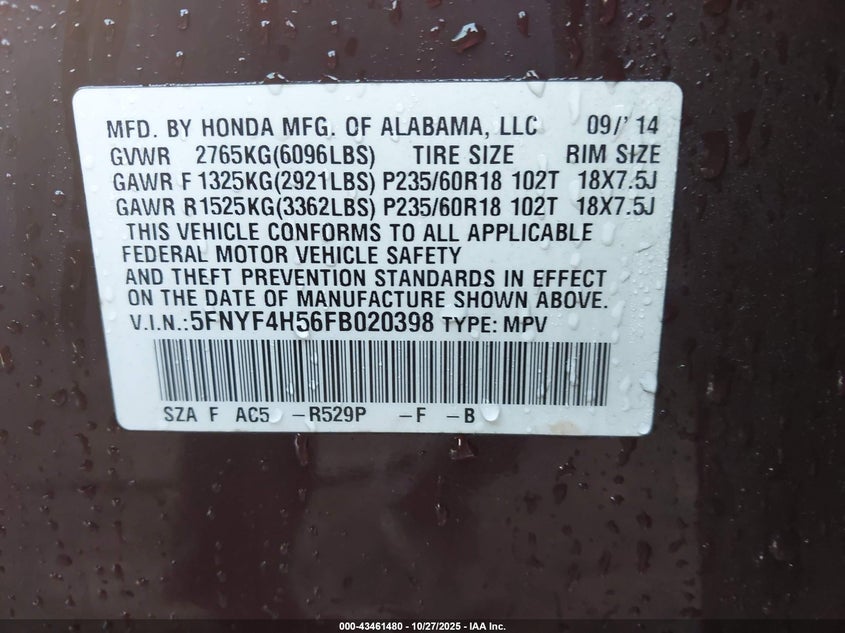 MFD. BY HONDA MFG. OF ALABAMA, LLC 09/'14
GVWR 2765KG(6096LBS) TIRE SIZE RIM SIZE
GAWR F 1325KG(2921LBS) P235/60R18 102T 18X7.5J
GAWR R1525KG(3362LBS) P235/60R18 102T 18X7.5J
THIS VEHICLE CONFORMS TO ALL APPLICABLE
FEDERAL MOTOR VEHICLE SAFETY
AND THEFT PREVENTION STANDARDS IN EFFECT
ON THE DATE OF MANUFACTURE SHOWN ABOVE.
V.I.N.:5FNYF4H56FB020398 TYPE: MPV
SZA F AC5 -R529P -F -B
000-43461480 | 10/27/2025 | IAA Inc.